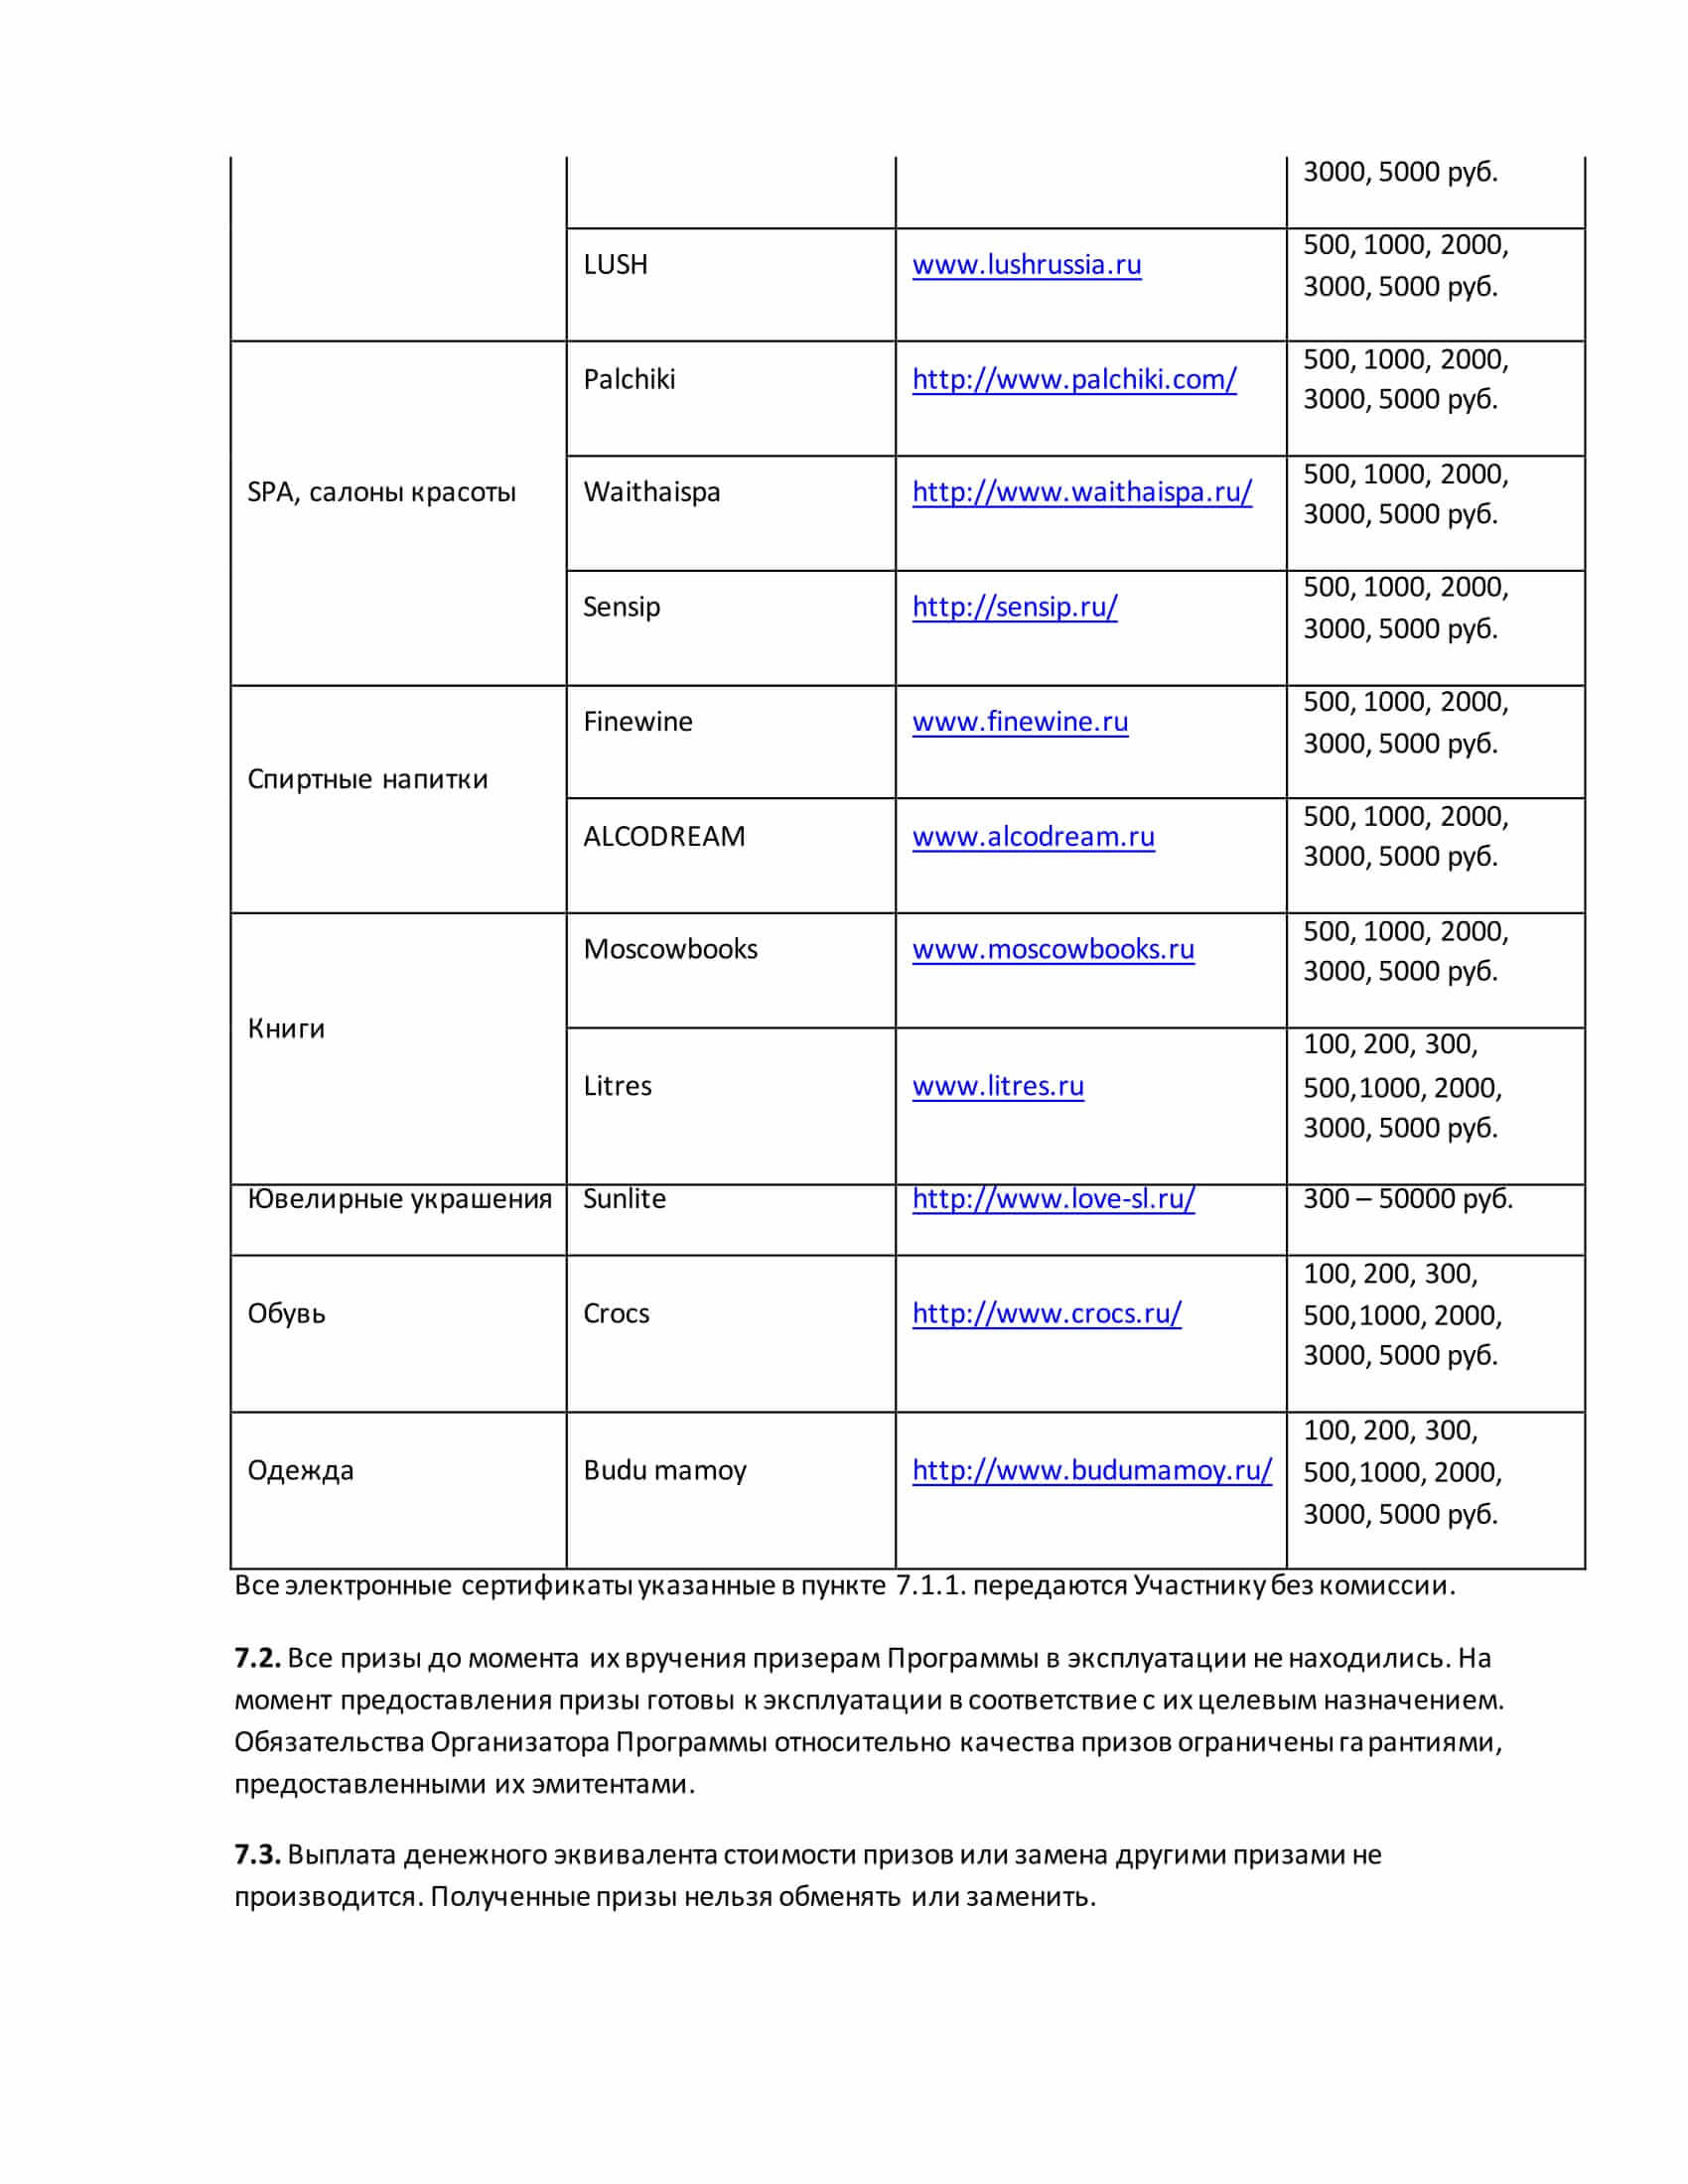 3000, 5000 руб.
LUSH
www.lushrussia.ru
500, 1000, 2000,
3000, 5000 руб.
SPA, салоны красоты
Palchiki
http://www.palchiki.com/
500, 1000, 2000,
3000, 5000 руб.
Waithaispa
http://www.waithaispa.ru/
500, 1000, 2000,
3000, 5000 руб.
Sensip
http://sensip.ru/
500, 1000, 2000,
3000, 5000 руб.
Спиртные напитки
Finewine
www.finewine.ru
500, 1000, 2000,
3000, 5000 руб.
ALCODREAM
www.alcodream.ru
500, 1000, 2000,
3000, 5000 руб.
Книги
Moscowbooks
www.moscowbooks.ru
500, 1000, 2000,
3000, 5000 руб.
Litres
www.litres.ru
100, 200, 300,
500,1000, 2000,
3000, 5000 руб.
Ювелирные украшения
Sunlite
http://www.love-sl.ru/
300 – 50000 руб.
Обувь
Crocs
http://www.crocs.ru/
100, 200, 300,
500,1000, 2000,
3000, 5000 руб.
Одежда
Budu mamoy
http://www.budumamoy.ru/
100, 200, 300,
500,1000, 2000,
3000, 5000 руб.
Все электронные сертификаты указанные в пункте 7.1.1. передаются Участнику без комиссии.
7.2. Все призы до момента их вручения призерам Программы в эксплуатации не находились. На
момент предоставления призы готовы к эксплуатации в соответствие с их целевым назначением.
Обязательства Организатора Программы относительно качества призов ограничены гарантиями,
предоставленными их эмитентами.
7.3. Выплата денежного эквивалента стоимости призов или замена другими призами не
производится. Полученные призы нельзя обменять или заменить.